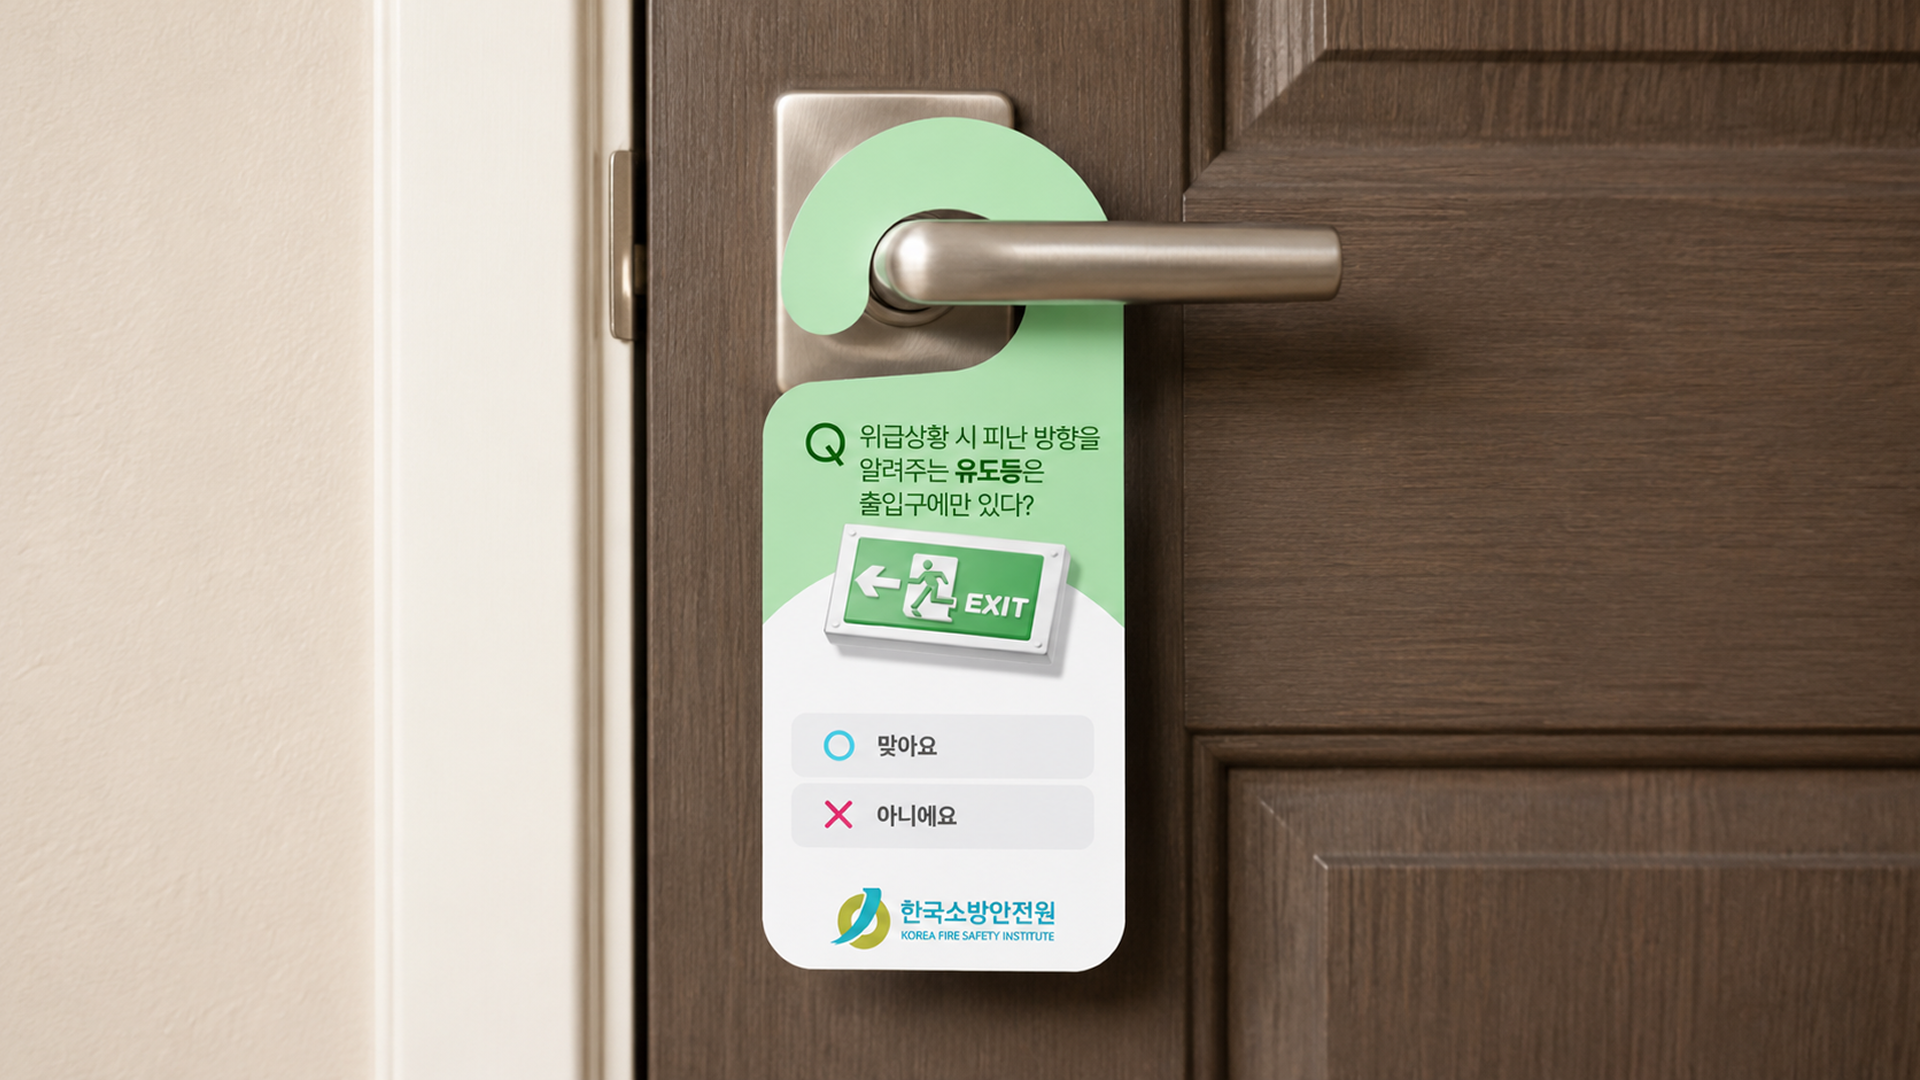 Q 위급상황 시 피난 방향을
알려주는 유도등은
출입구에만 있다?
EXIT
맞아요
아니에요
한국소방안전원
KOREA FIRE SAFETY INSTITUTE